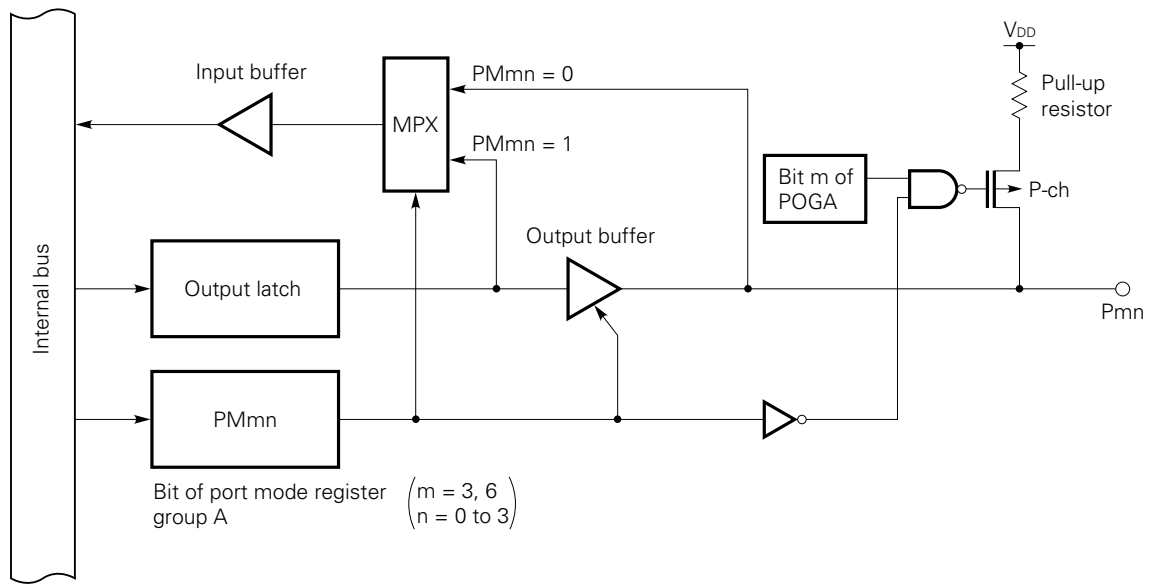 Internal bus
Input buffer
MPX
PMmn = 0
PMmn = 1
VDD
Pull-up
resistor
Bit m of
POGA
P-ch
Output latch
Output buffer
Pmn
PMmn
Bit of port mode register
group A
m = 3, 6
n = 0 to 3